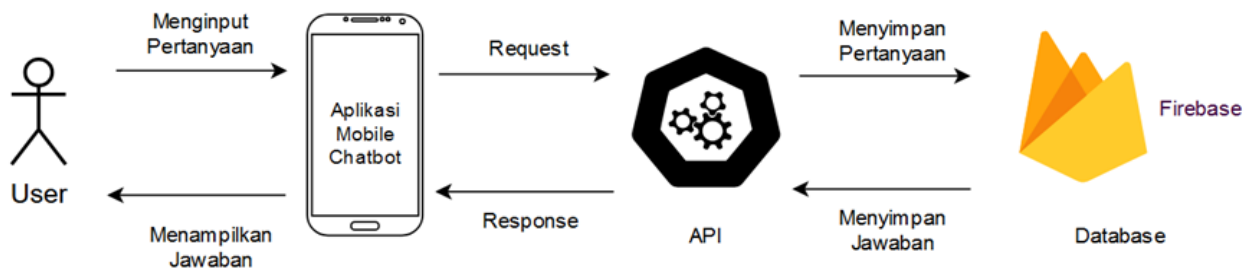 Menginput
Pertanyaan
Request
Menyimpan
Pertanyaan
Aplikasi
Mobile
Chatbot
Firebase
User
Menampilkan
Jawaban
Response
API
Menyimpan
Jawaban
Database